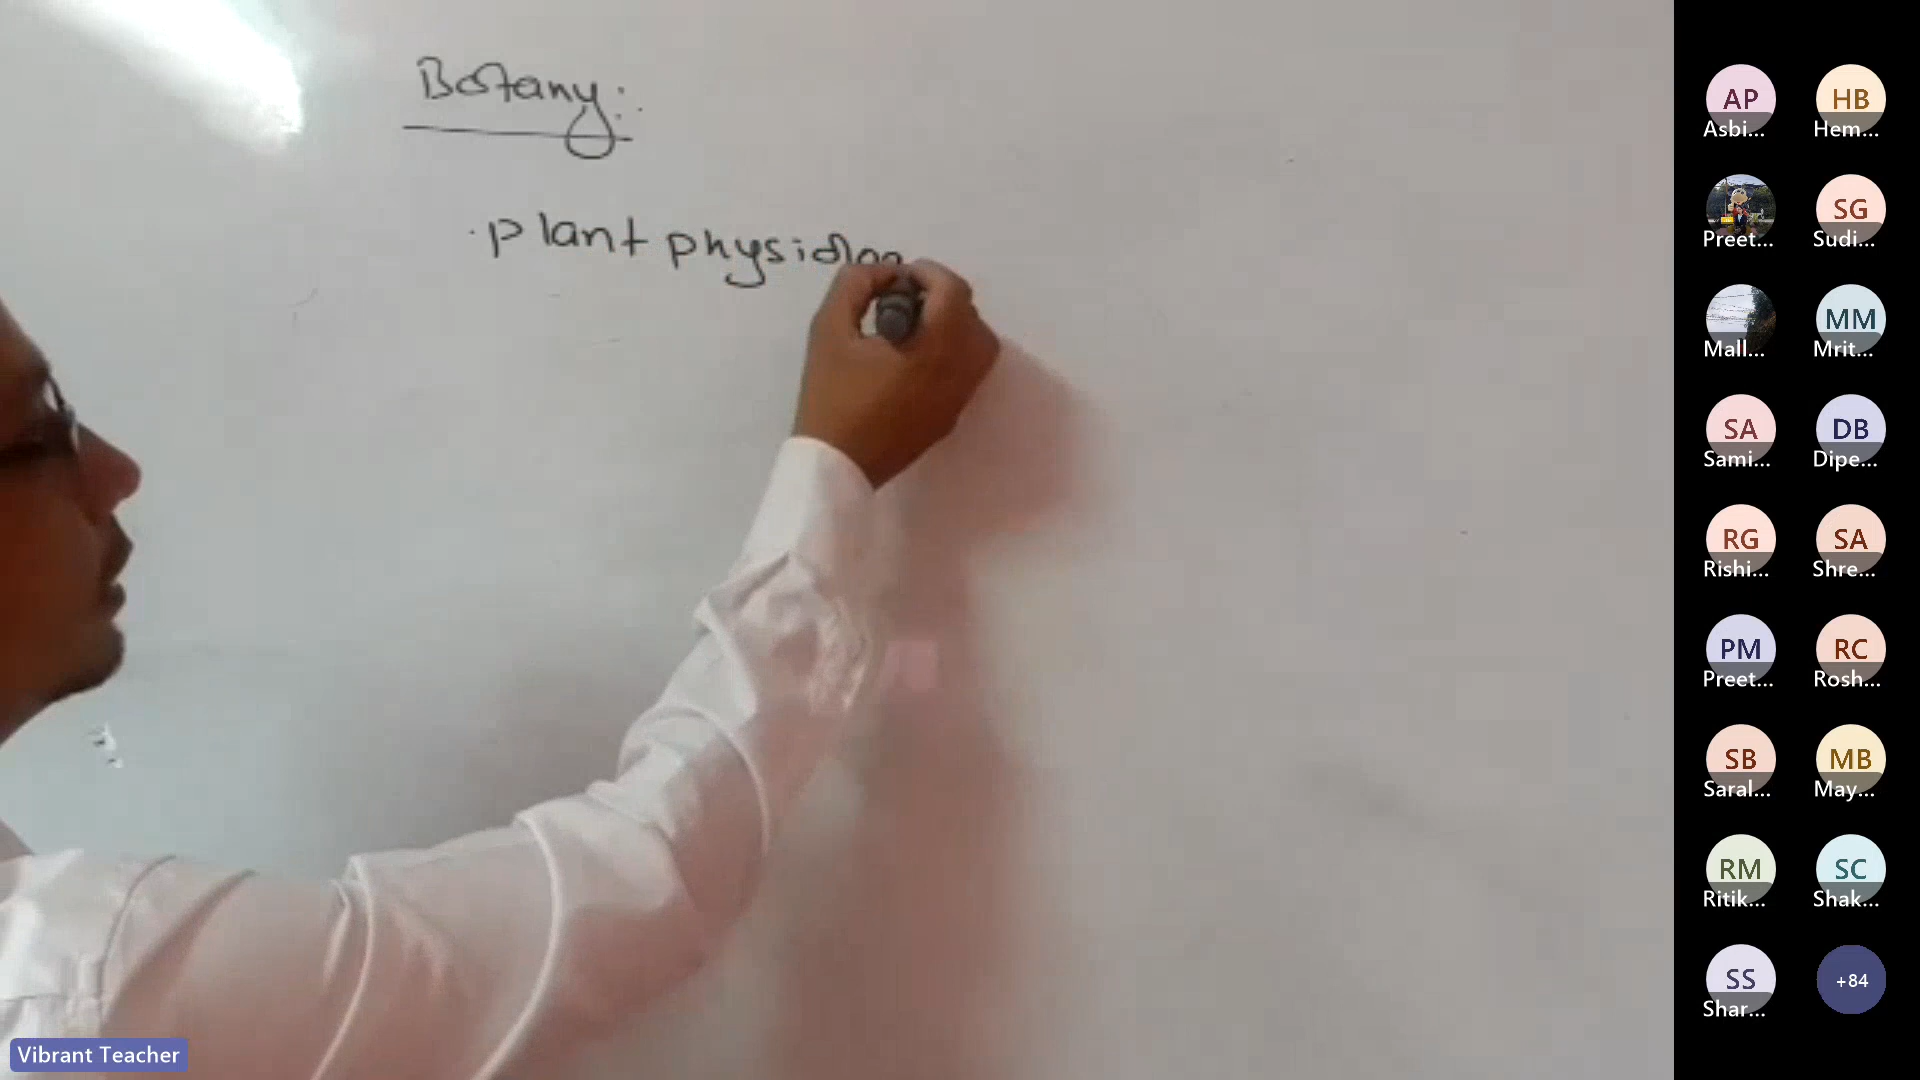 Botany:
· plant physiolog
AP
Asbi...
HB
Hem...
Preet...
SG
Sudi...
Mall...
MM
Mrit...
SA
Sami...
DB
Dipe...
RG
Rishi...
SA
Shre...
PM
Preet...
RC
Rosh...
SB
Saral...
MB
May...
RM
Ritik...
SC
Shak...
SS
Shar...
+84
Vibrant Teacher